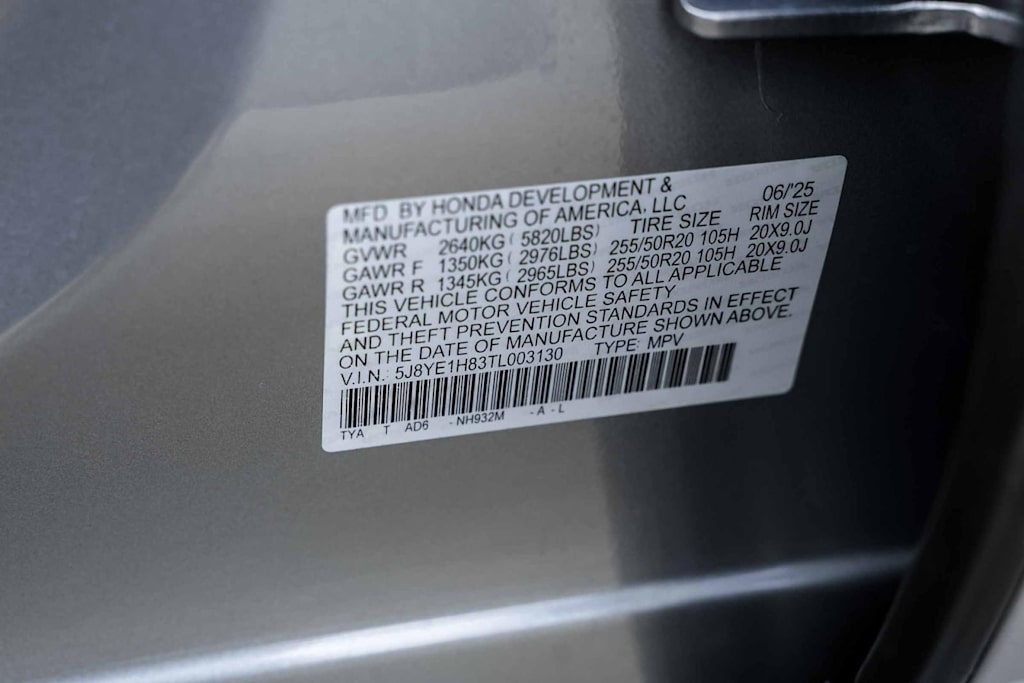 MFD BY HONDA DEVELOPMENT & 06/'25
MANUFACTURING OF AMERICA, LLC
GVWR 2640KG ( 5820LBS) TIRE SIZE RIM SIZE
GAWR F 1350KG ( 2976LBS) 255/50R20 105H 20X9.0J
GAWR R 1345KG ( 2965LBS) 255/50R20 105H 20X9.0J
THIS VEHICLE CONFORMS TO ALL APPLICABLE
FEDERAL MOTOR VEHICLE SAFETY
AND THEFT PREVENTION STANDARDS IN EFFECT
ON THE DATE OF MANUFACTURE SHOWN ABOVE.
V.I.N.: 5J8YE1H83TL003130 TYPE: MPV
TYA T AD6 - NH932M - A - L